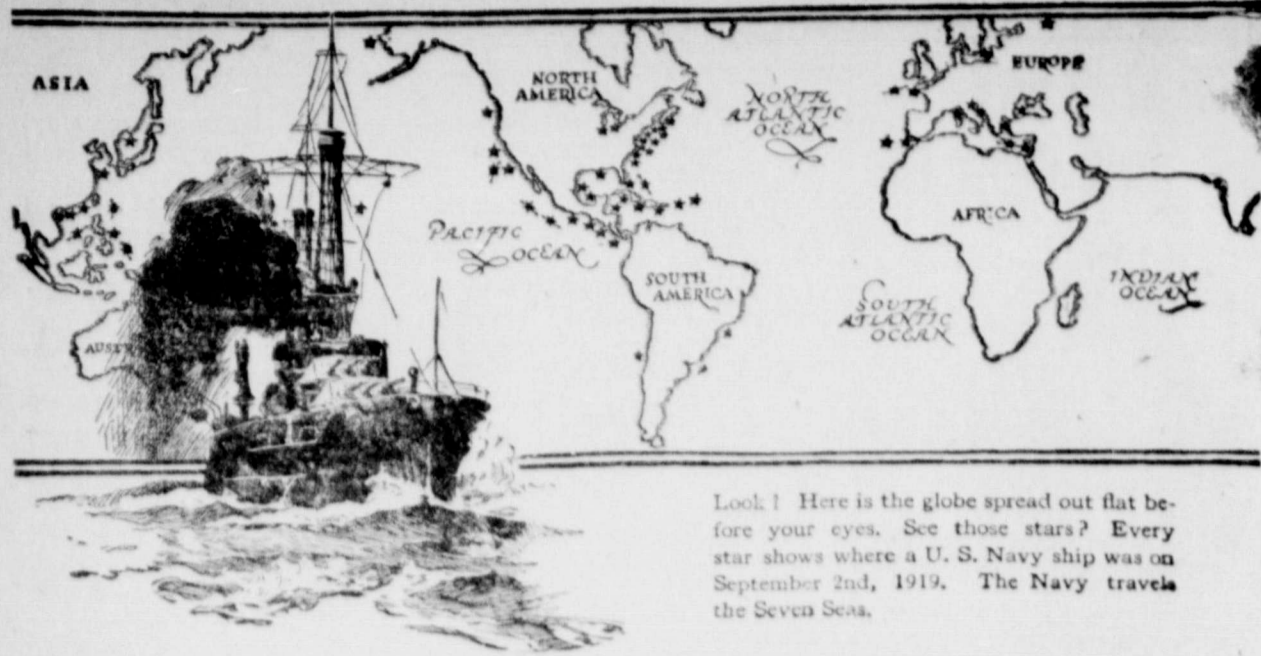 ASIA
NORTH
AMERICA
NORTH
ATLANTIC
OCEAN
EUROPE
PACIFIC
OCEAN
AFRICA
SOUTH
AMERICA
SOUTH
ATLANTIC
OCEAN
INDIAN
OCEAN
Look! Here is the globe spread out flat be-
fore your eyes. See those stars? Every
star shows where a U. S. Navy ship was on
September 2nd, 1919. The Navy travels
the Seven Seas.